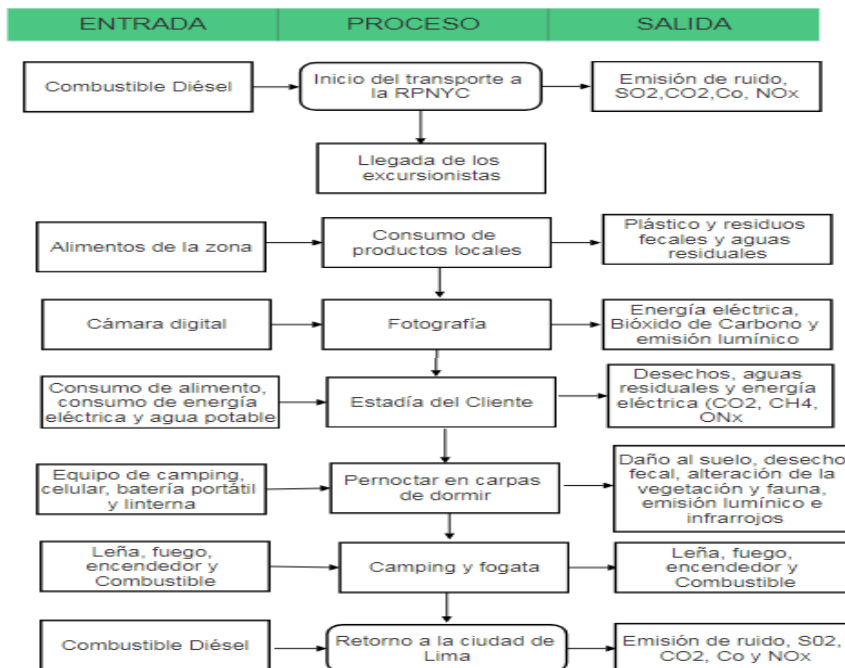 ENTRADA PROCESO SALIDA
Combustible Diésel
Inicio del transporte a
la RPNYC
Emisión de ruido,
SO2,CO2,Co, NOx
Llegada de los
excursionistas
Alimentos de la zona
Consumo de
productos locales
Plástico y residuos
fecales y aguas
residuales
Cámara digital
Fotografía
Energía eléctrica,
Bióxido de Carbono y
emisión lumínico
Consumo de alimento,
consumo de energía
eléctrica y agua potable
Estadía del Cliente
Desechos, aguas
residuales y energía
eléctrica (CO2, CH4,
ONx
Equipo de camping,
celular, batería portátil
y linterna
Pernoctar en carpas
de dormir
Daño al suelo, desecho
fecal, alteración de la
vegetación y fauna,
emisión lumínico e
infrarrojos
Leña, fuego,
encendedor y
Combustible
Camping y fogata
Leña, fuego,
encendedor y
Combustible
Combustible Diésel
Retorno a la ciudad de
Lima
Emisión de ruido, S02,
CO2, Co y NOx